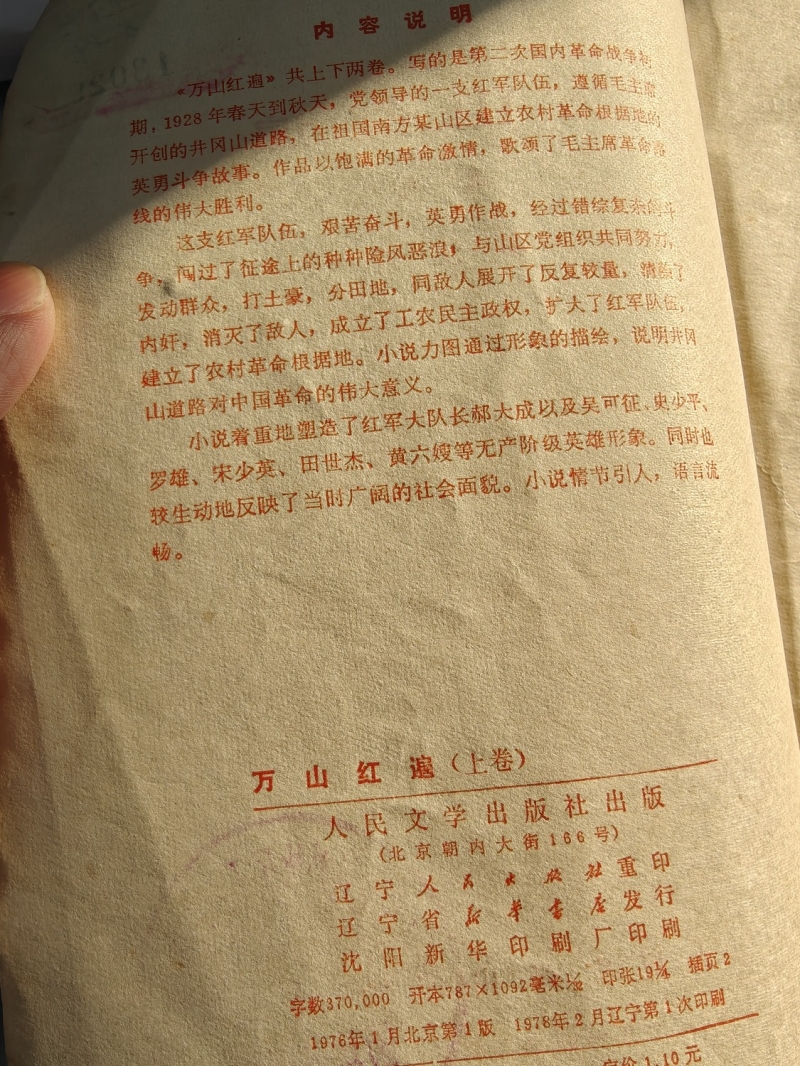 内容说明
《万山红遍》共上下两卷。写的是第二次国内革命战争初
期，1928年春天到秋天，党领导的一支红军队伍，遵循毛主席
开创的井冈山道路，在祖国南方某山区建立农村革命根据地的
英勇斗争故事。作品以饱满的革命激情，歌颂了毛主席革命路
线的伟大胜利。
这支红军队伍，艰苦奋斗，英勇作战，经过错综复杂的斗
争，闯过了征途上的种种险风恶浪，与山区党组织共同努力，
发动群众，打土豪，分田地，同敌人展开了反复较量，清除了
内奸，消灭了敌人，成立了工农民主政权，扩大了红军队伍，
建立了农村革命根据地。小说力图通过形象的描绘，说明井冈
山道路对中国革命的伟大意义。
小说着重地塑造了红军大队长郝大成以及吴可征、史少平、
罗雄、宋少英、田世杰、黄六嫂等无产阶级英雄形象。同时也
较生动地反映了当时广阔的社会面貌。小说情节引人，语言流
畅。
万山红遍（上卷）
人民文学出版社出版
（北京朝内大街166号）
辽宁人民出版社重印
辽宁省新华书店发行
沈阳新华印刷厂印刷
字数370,000 开本787×1092毫米1/32 印张19 1/4 插页2
1976年1月北京第1版 1978年2月辽宁第1次印刷
定价1.10元